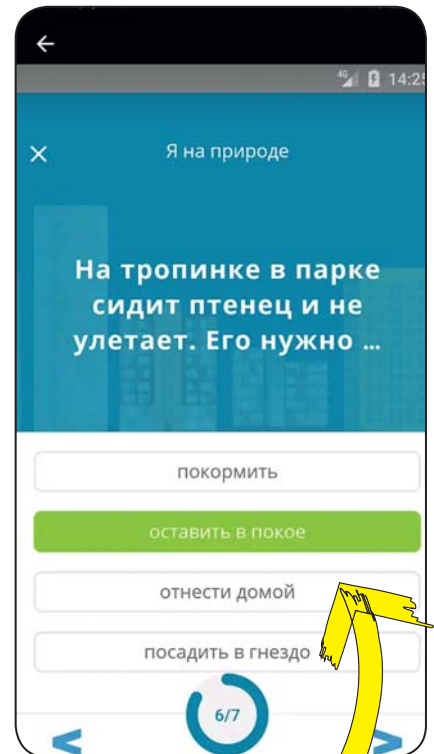 4G 14:25
Я на природе
На тропинке в парке
сидит птенец и не
улетает. Его нужно ...
покормить
оставить в покое
отнести домой
посадить в гнездо
6/7